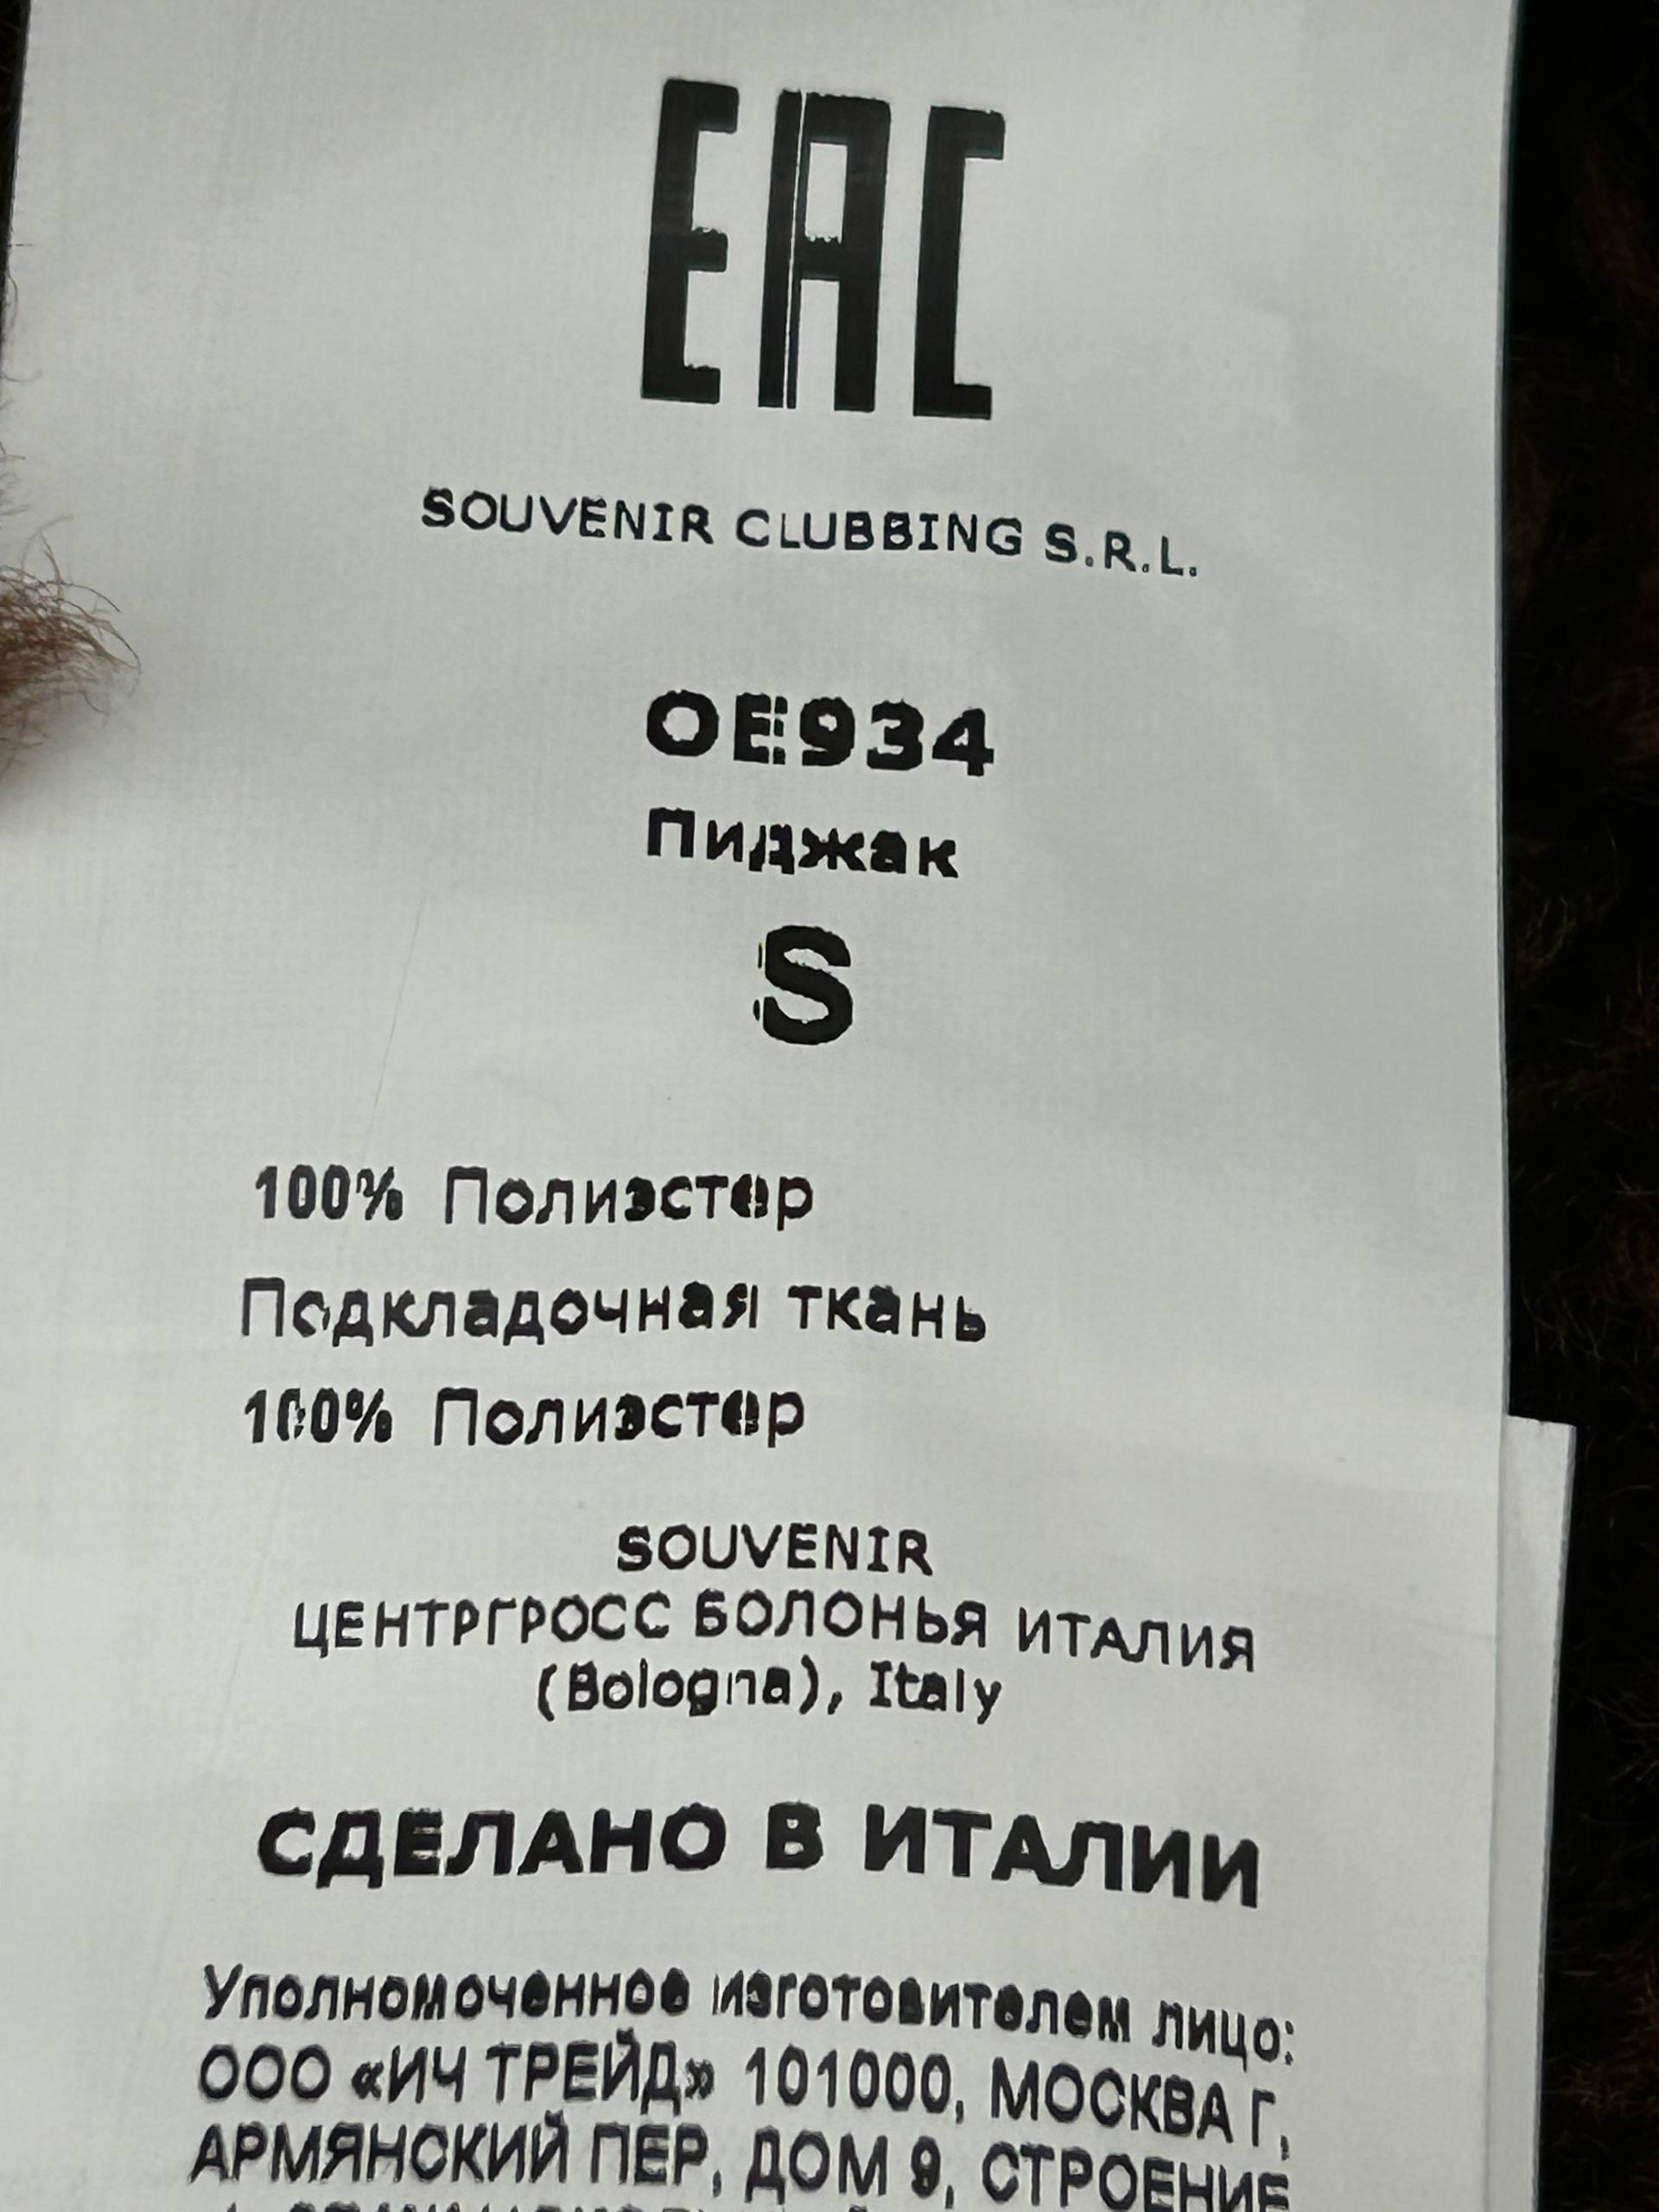 EAC
SOUVENIR CLUBBING S.R.L.
OE934
Пиджак
S
100% Полиэстер
Подкладочная ткань
100% Полиэстер
SOUVENIR
ЦЕНТРГРОСС БОЛОНЬЯ ИТАЛИЯ
(Bologna), Italy
СДЕЛАНО В ИТАЛИИ
Уполномоченное изготовителем лицо:
ООО «ИЧ ТРЕЙД» 101000, МОСКВА Г,
АРМЯНСКИЙ ПЕР, ДОМ 9, СТРОЕНИЕ